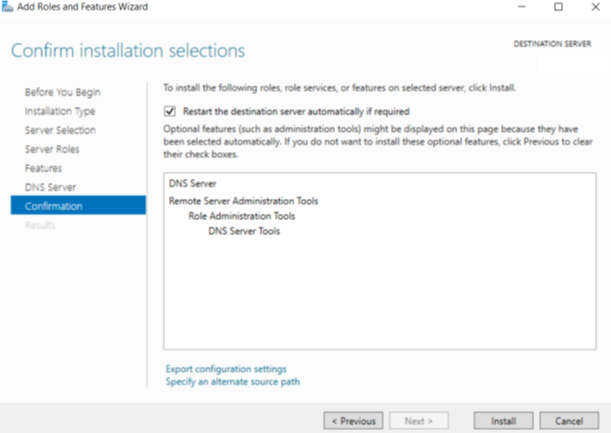 Add Roles and Features Wizard
Confirm installation selections
DESTINATION SERVER
Before You Begin
Installation Type
Server Selection
Server Roles
Features
DNS Server
Confirmation
Results
To install the following roles, role services, or features on selected server, click Install.
Restart the destination server automatically if required
Optional features (such as administration tools) might be displayed on this page because they have
been selected automatically. If you do not want to install these optional features, click Previous to clear
their check boxes.
DNS Server
Remote Server Administration Tools
Role Administration Tools
DNS Server Tools
Export configuration settings
Specify an alternate source path
< Previous
Next >
Install
Cancel